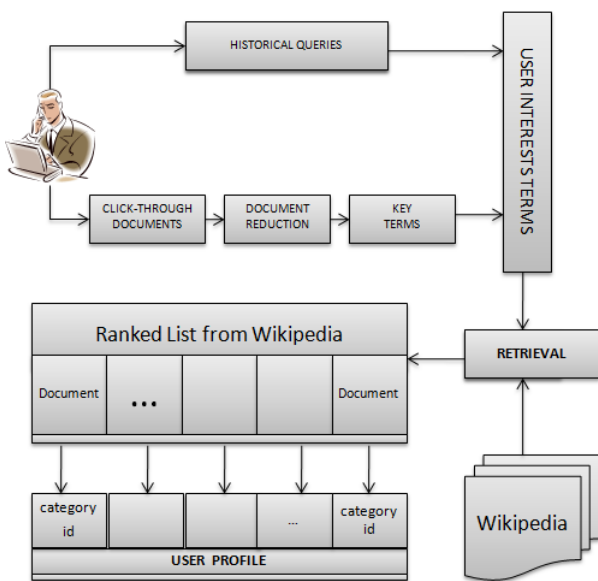 HISTORICAL QUERIES
USER INTERESTS TERMS
CLICK-THROUGH
DOCUMENTS
DOCUMENT
REDUCTION
KEY
TERMS
Ranked List from Wikipedia
RETRIEVAL
Document
...
Document
Wikipedia
category
id
...
category
id
USER PROFILE